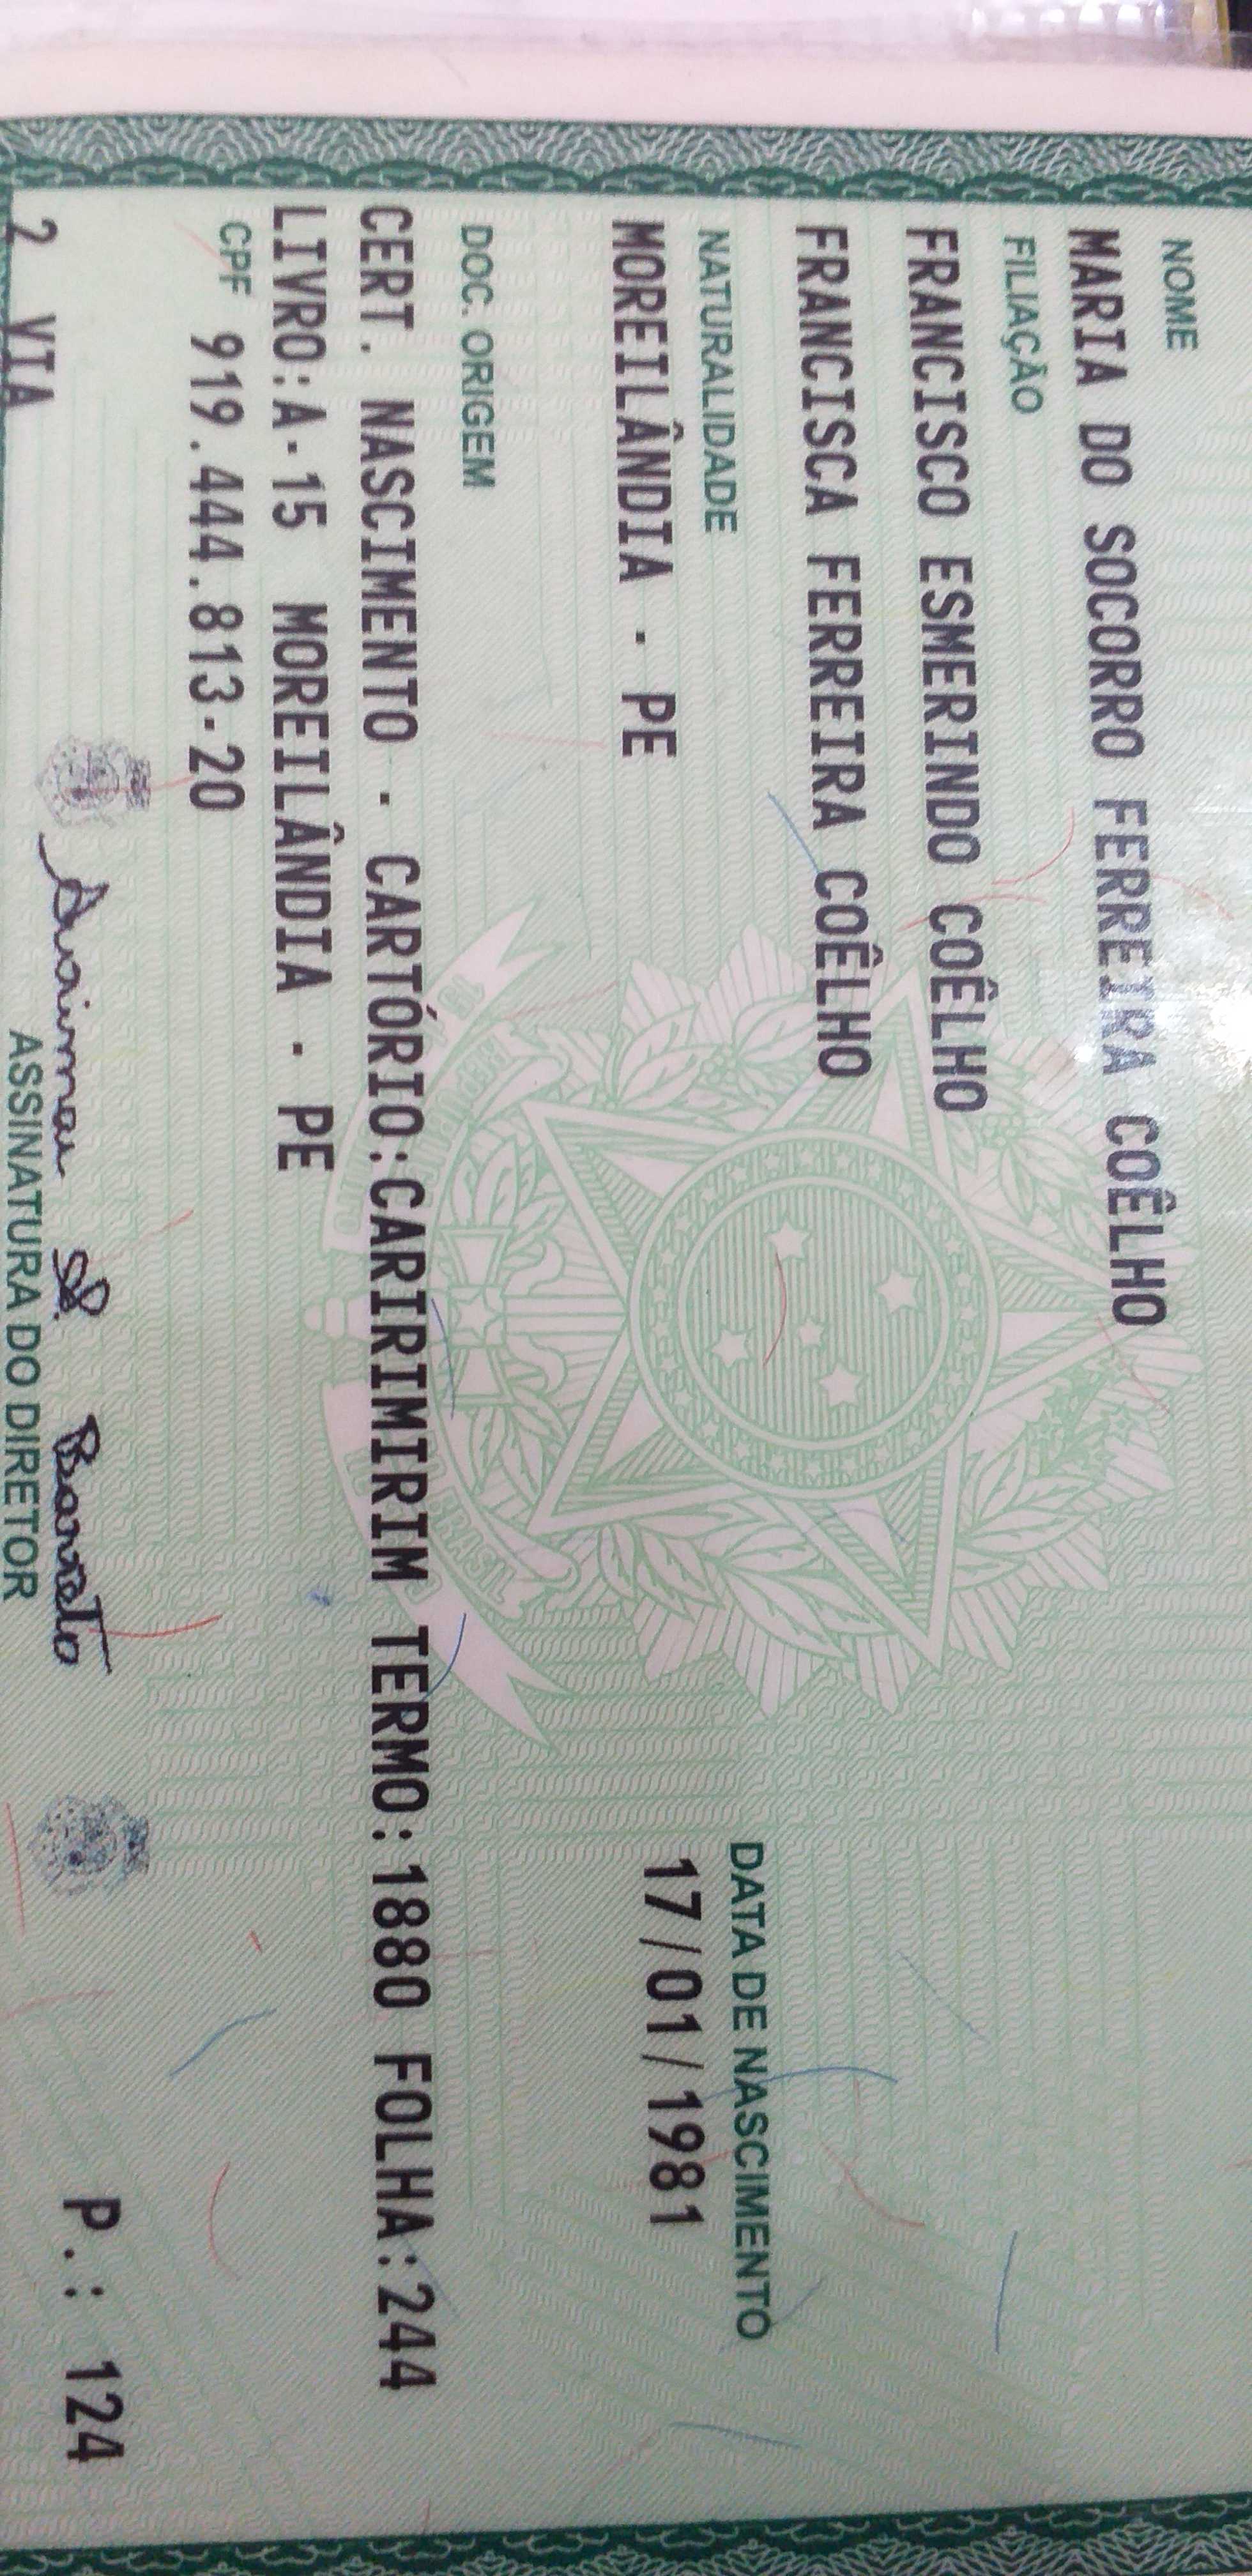 NOME
MARIA DO SOCORRO FERREIRA COÊLHO
FILIAÇÃO
FRANCISCO ESMERINDO COÊLHO
FRANCISCA FERREIRA COÊLHO
NATURALIDADE DATA DE NASCIMENTO
MOREILÂNDIA - PE 17/01/1981
DOC. ORIGEM
CERT. NASCIMENTO - CARTÓRIO:CARIRIMIRIM TERMO:1880 FOLHA:244
LIVRO:A-15 MOREILÂNDIA - PE
CPF 919.444.813-20
2 VIA P.: 124
ASSINATURA DO DIRETOR